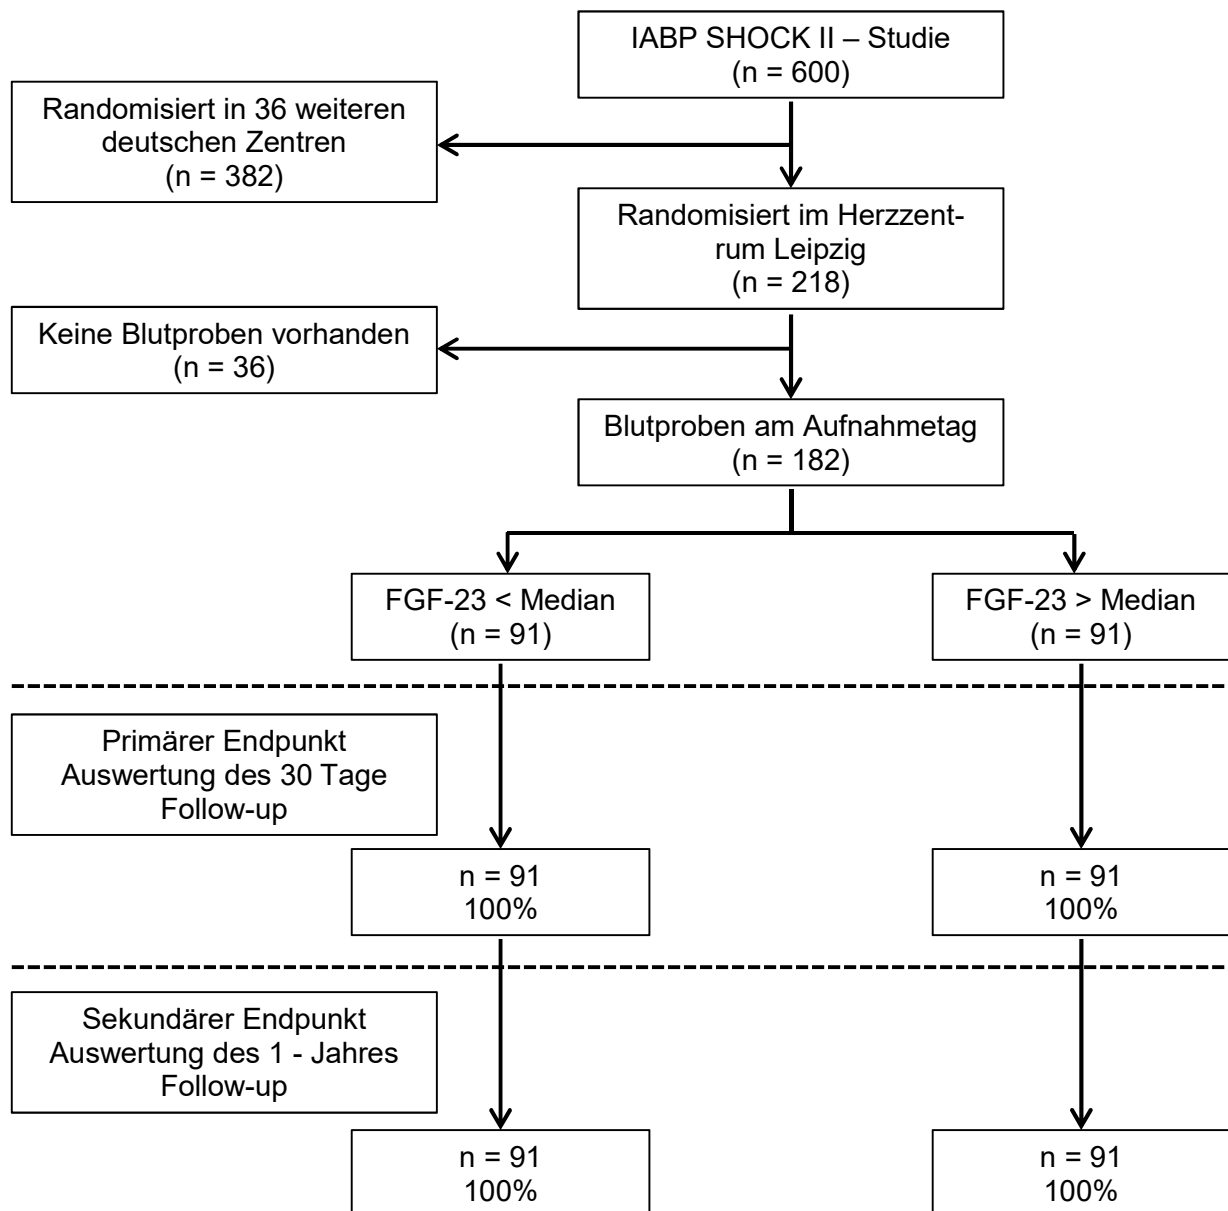 IABP SHOCK II – Studie
(n = 600)
Randomisiert in 36 weiteren
deutschen Zentren
(n = 382)
Randomisiert im Herzzent-
rum Leipzig
(n = 218)
Keine Blutproben vorhanden
(n = 36)
Blutproben am Aufnahmetag
(n = 182)
FGF-23 < Median
(n = 91)
FGF-23 > Median
(n = 91)
Primärer Endpunkt
Auswertung des 30 Tage
Follow-up
n = 91
100%
n = 91
100%
Sekundärer Endpunkt
Auswertung des 1 - Jahres
Follow-up
n = 91
100%
n = 91
100%